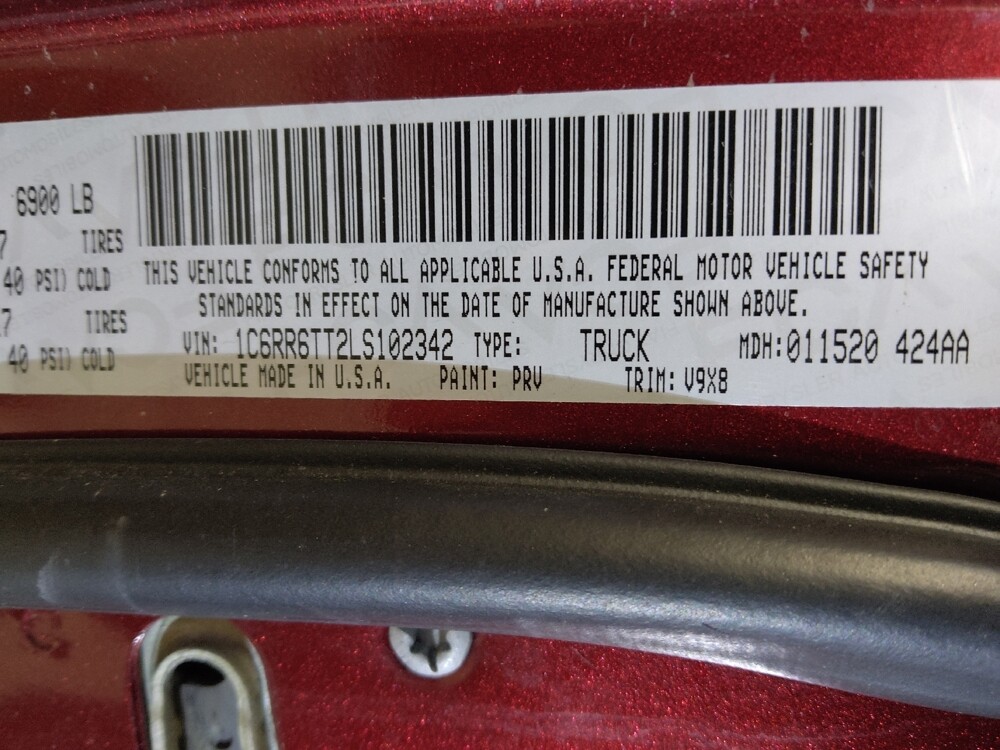 6900 LB
7 TIRES
40 PSI) COLD
7 TIRES
40 PSI) COLD
THIS VEHICLE CONFORMS TO ALL APPLICABLE U.S.A. FEDERAL MOTOR VEHICLE SAFETY
STANDARDS IN EFFECT ON THE DATE OF MANUFACTURE SHOWN ABOVE.
VIN: 1C6RR6TT2LS102342 TYPE: TRUCK MDH:011520 424AA
VEHICLE MADE IN U.S.A. PAINT: PRV TRIM: V9X8